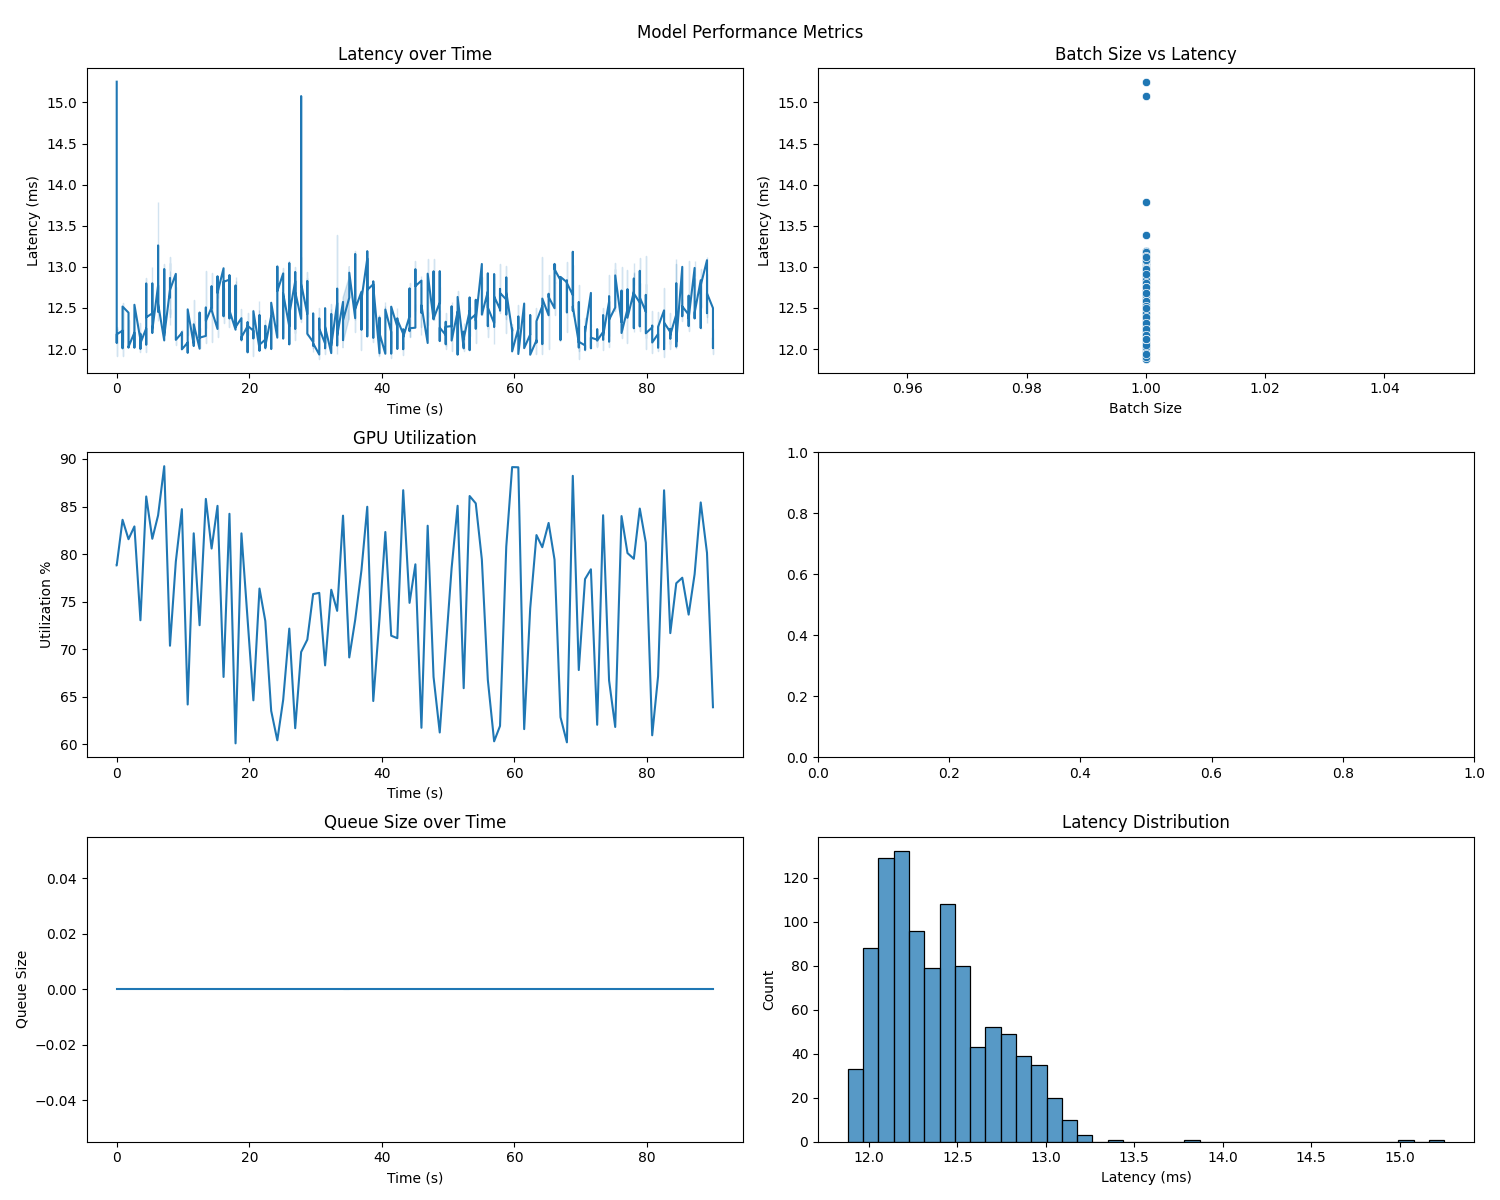 Model Performance Metrics
Latency over Time
Latency (ms)
15.0
14.5
14.0
13.5
13.0
12.5
12.0
0 20 40 60 80
Time (s)
Batch Size vs Latency
Latency (ms)
15.0
14.5
14.0
13.5
13.0
12.5
12.0
0.96 0.98 1.00 1.02 1.04
Batch Size
GPU Utilization
Utilization %
90
85
80
75
70
65
60
0 20 40 60 80
Time (s)
1.0
0.8
0.6
0.4
0.2
0.0
0.0 0.2 0.4 0.6 0.8 1.0
Queue Size over Time
Queue Size
0.04
0.02
0.00
−0.02
−0.04
0 20 40 60 80
Time (s)
Latency Distribution
Count
120
100
80
60
40
20
0
12.0 12.5 13.0 13.5 14.0 14.5 15.0
Latency (ms)